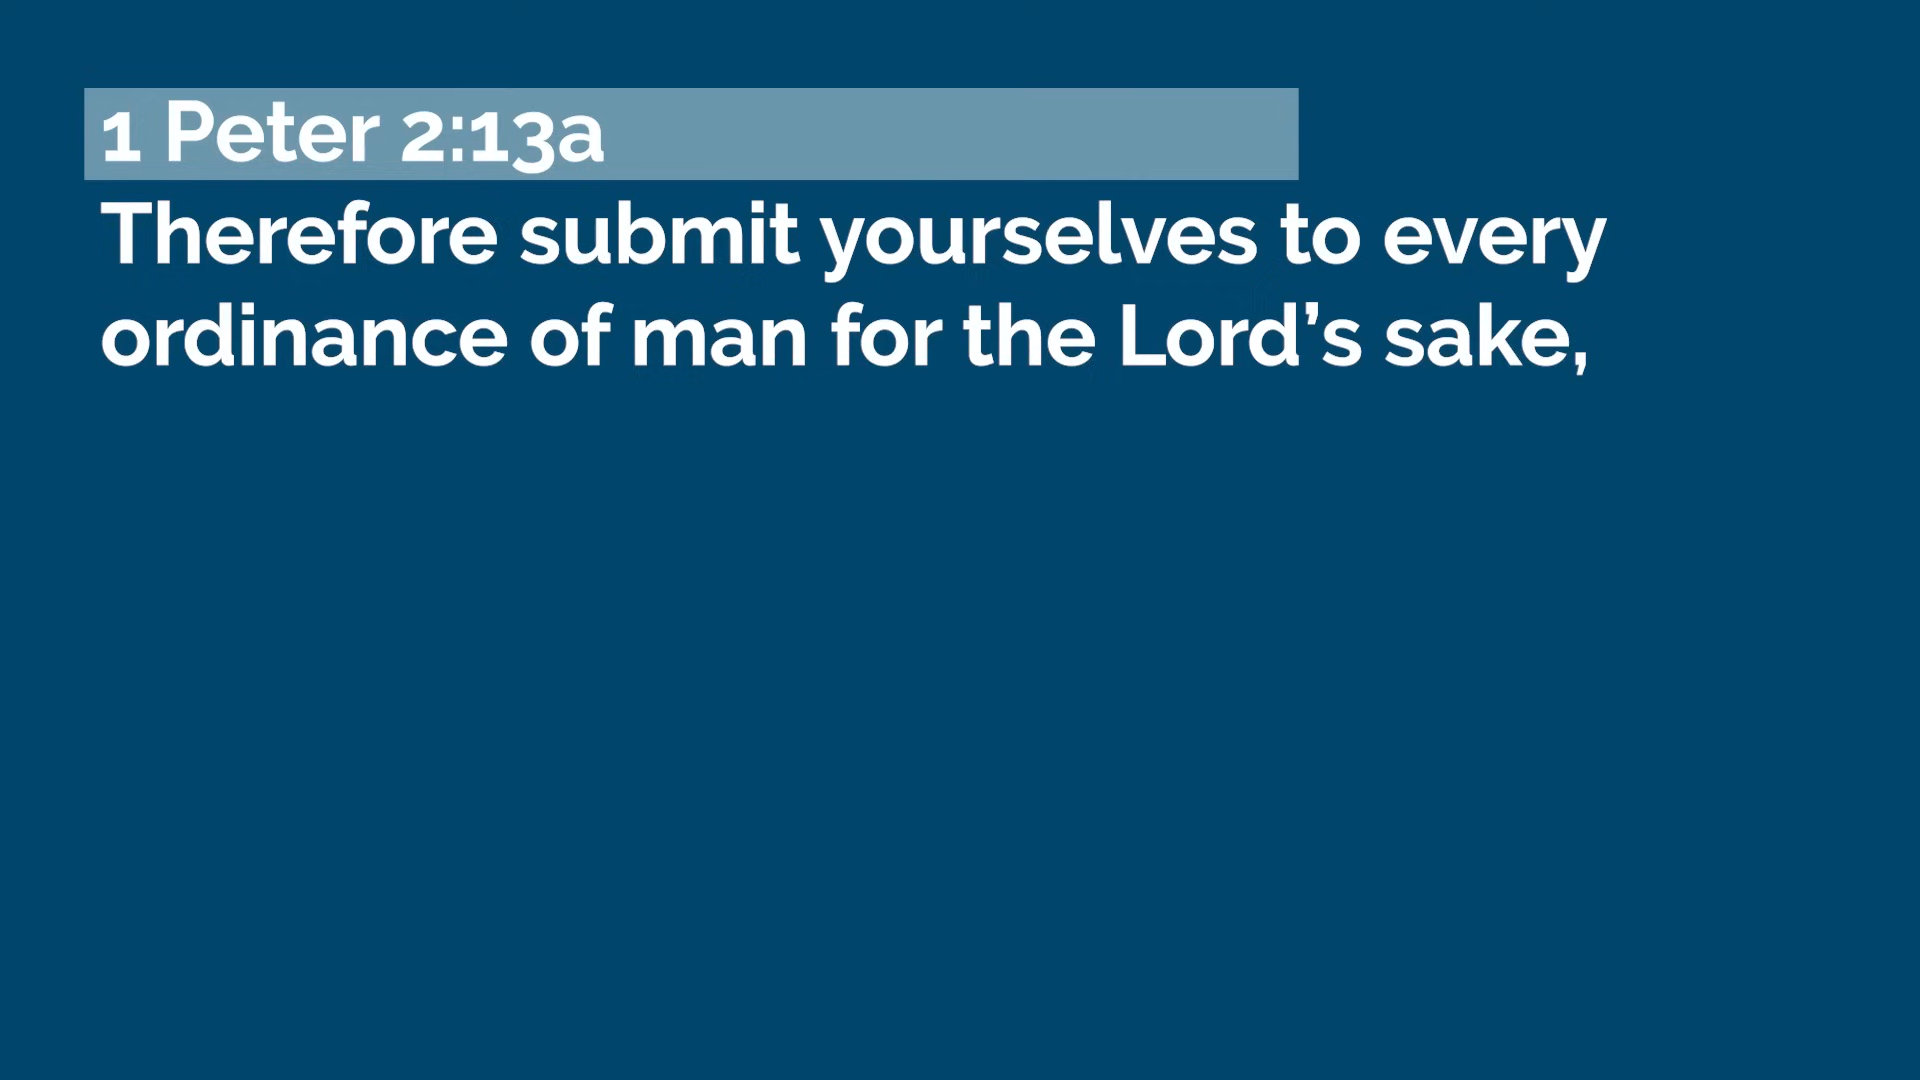 1 Peter 2:13a
Therefore submit yourselves to every
ordinance of man for the Lord’s sake,